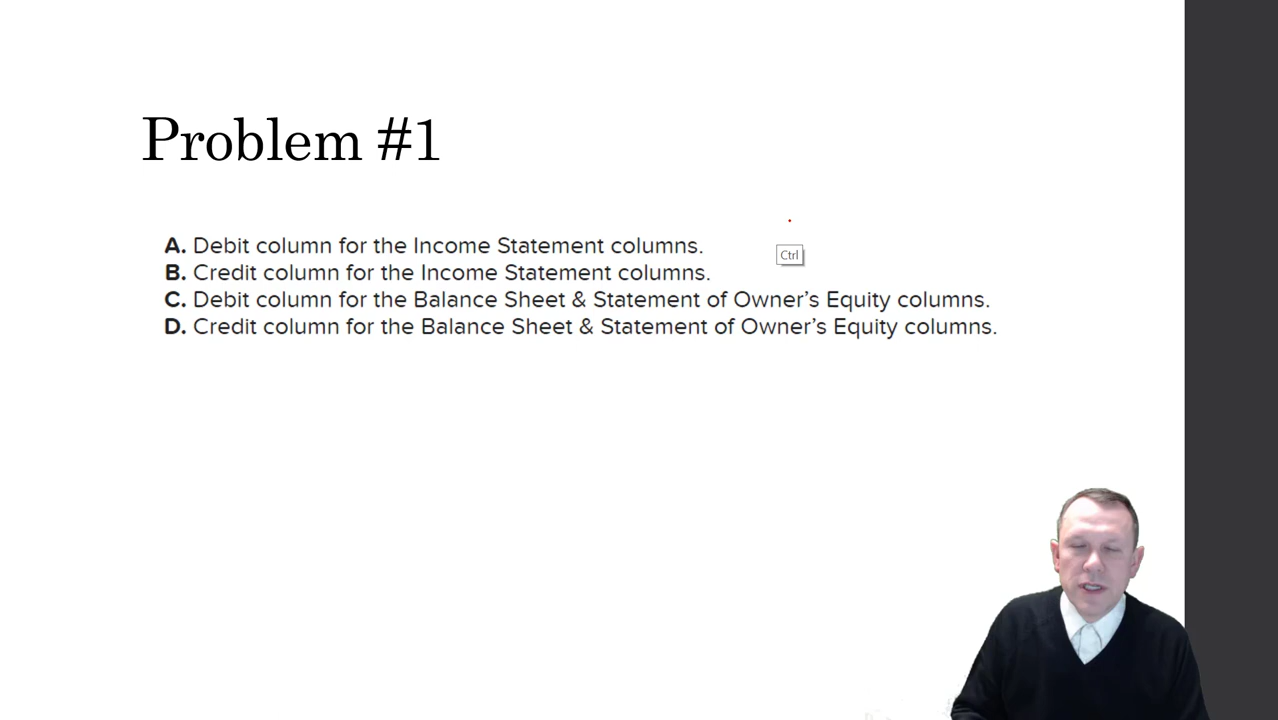 Problem #1
A. Debit column for the Income Statement columns.
Ctrl
B. Credit column for the Income Statement columns.
C. Debit column for the Balance Sheet & Statement of Owner’s Equity columns.
D. Credit column for the Balance Sheet & Statement of Owner’s Equity columns.